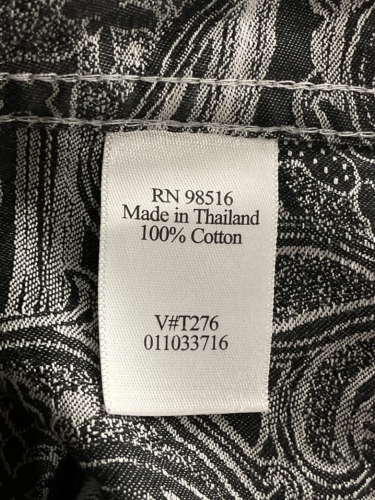 RN 98516
Made in Thailand
100% Cotton
V#T276
011033716